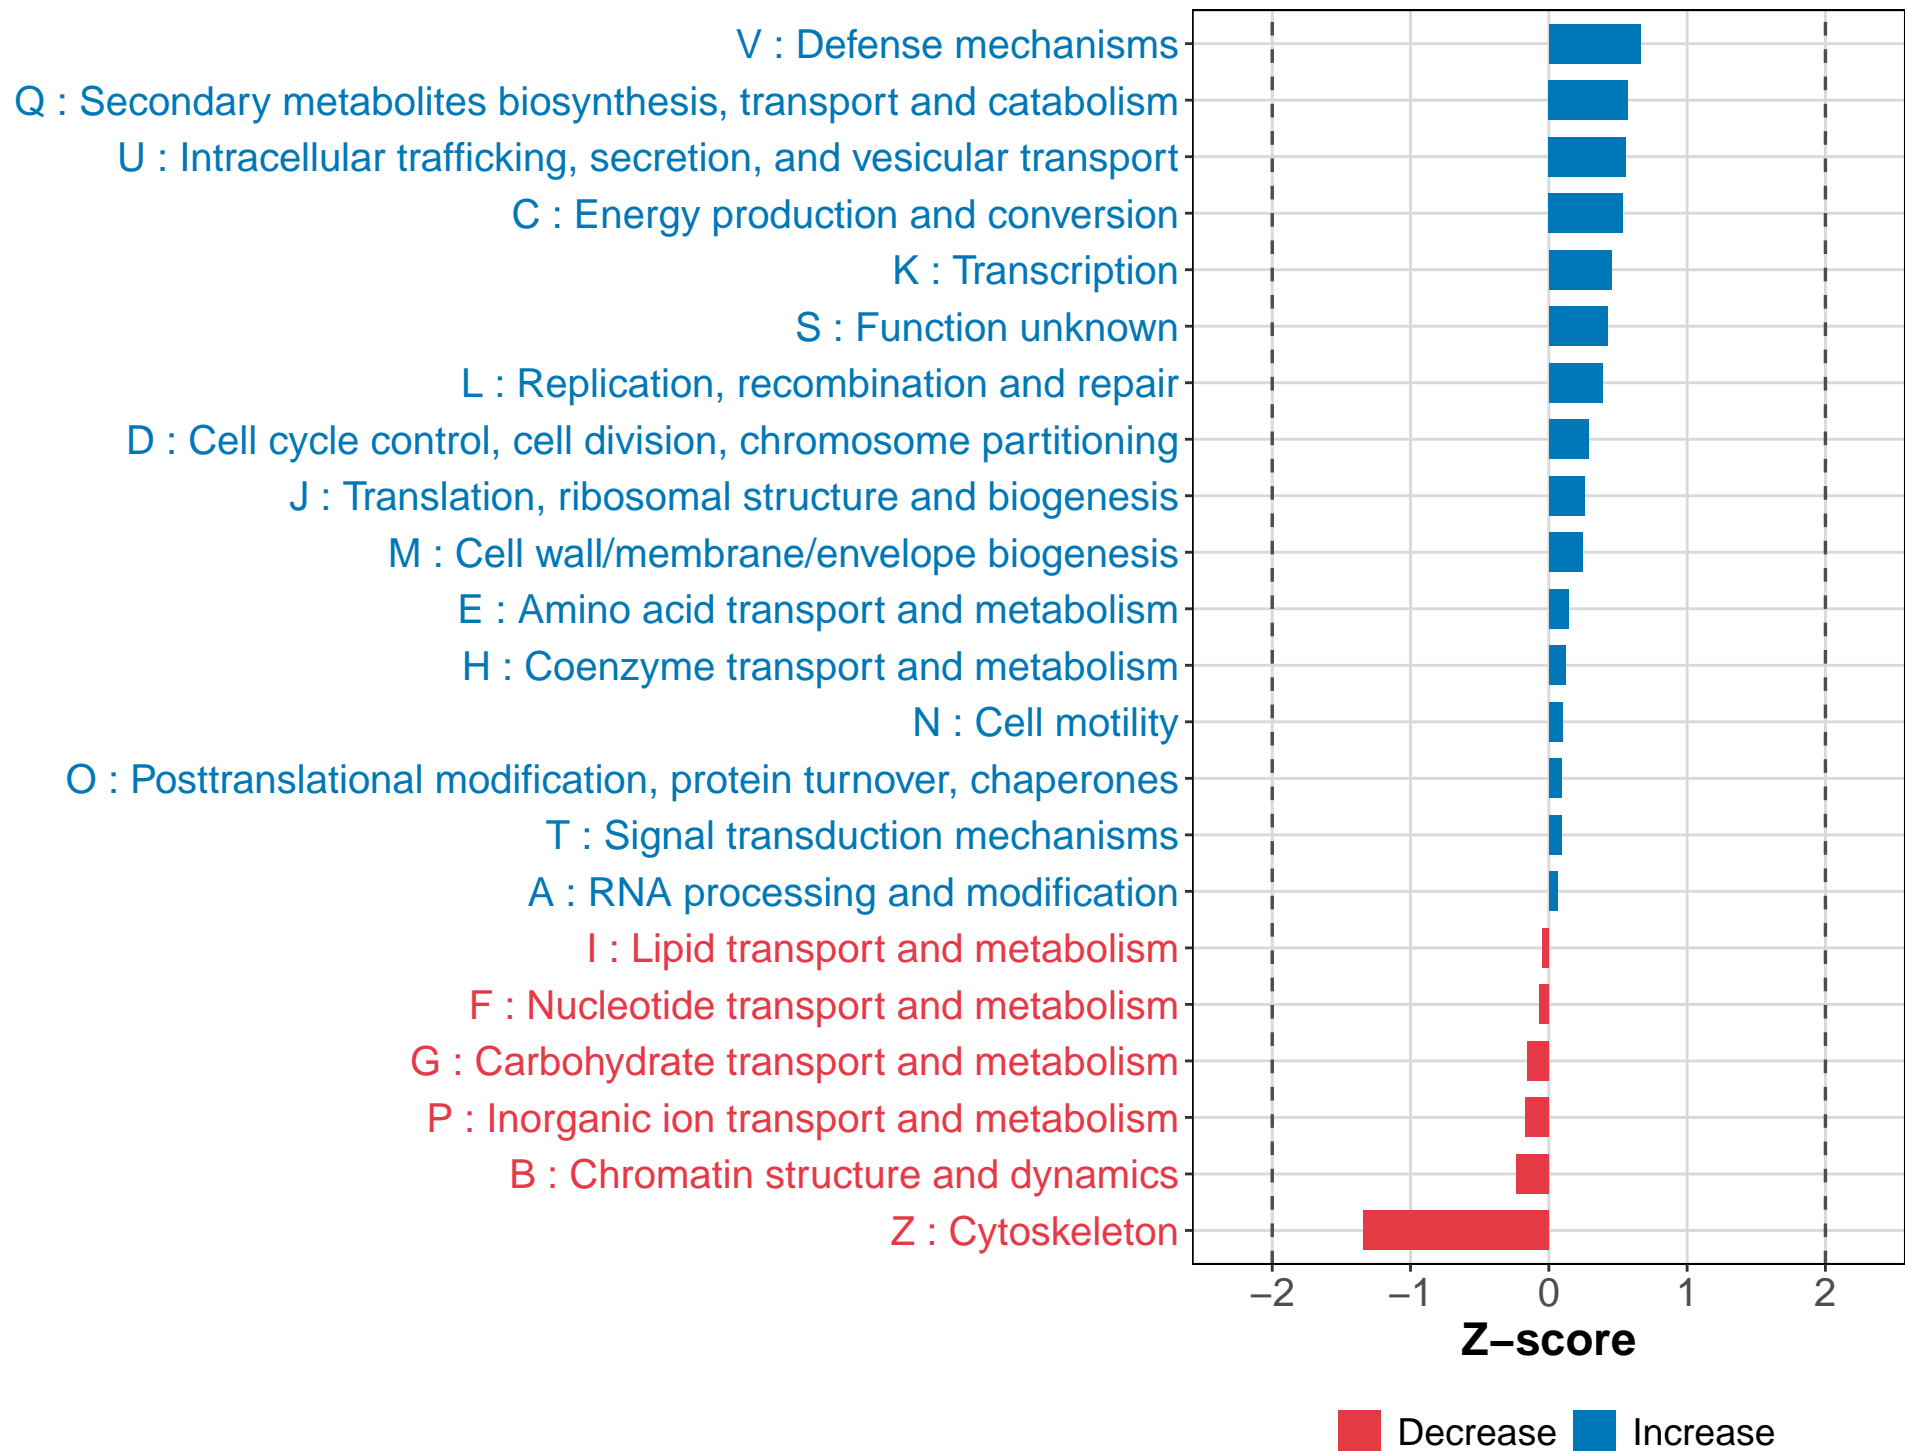 V : Defense mechanisms
Q : Secondary metabolites biosynthesis, transport and catabolism
U : Intracellular trafficking, secretion, and vesicular transport
C : Energy production and conversion
K : Transcription
S : Function unknown
L : Replication, recombination and repair
D : Cell cycle control, cell division, chromosome partitioning
J : Translation, ribosomal structure and biogenesis
M : Cell wall/membrane/envelope biogenesis
E : Amino acid transport and metabolism
H : Coenzyme transport and metabolism
N : Cell motility
O : Posttranslational modification, protein turnover, chaperones
T : Signal transduction mechanisms
A : RNA processing and modification
I : Lipid transport and metabolism
F : Nucleotide transport and metabolism
G : Carbohydrate transport and metabolism
P : Inorganic ion transport and metabolism
B : Chromatin structure and dynamics
Z : Cytoskeleton
−2 −1 0 1 2
Z−score
Decrease Increase